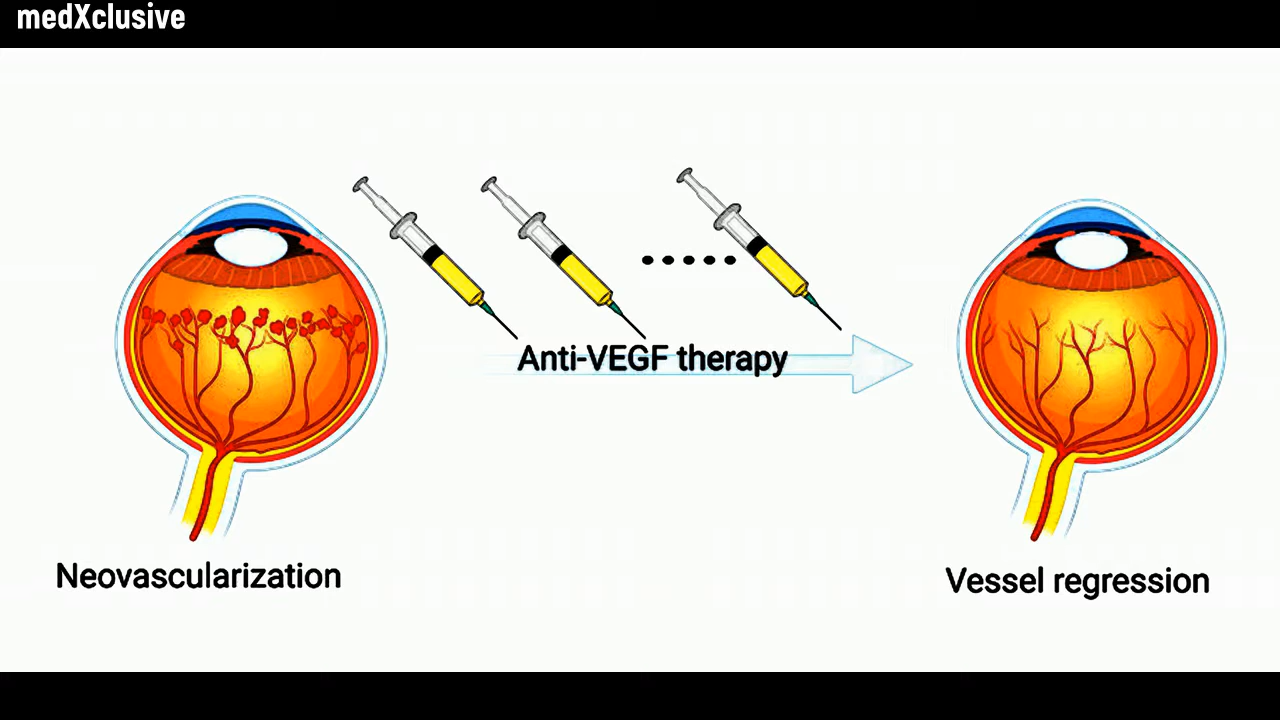 medXclusive
Anti-VEGF therapy
Neovascularization
Vessel regression